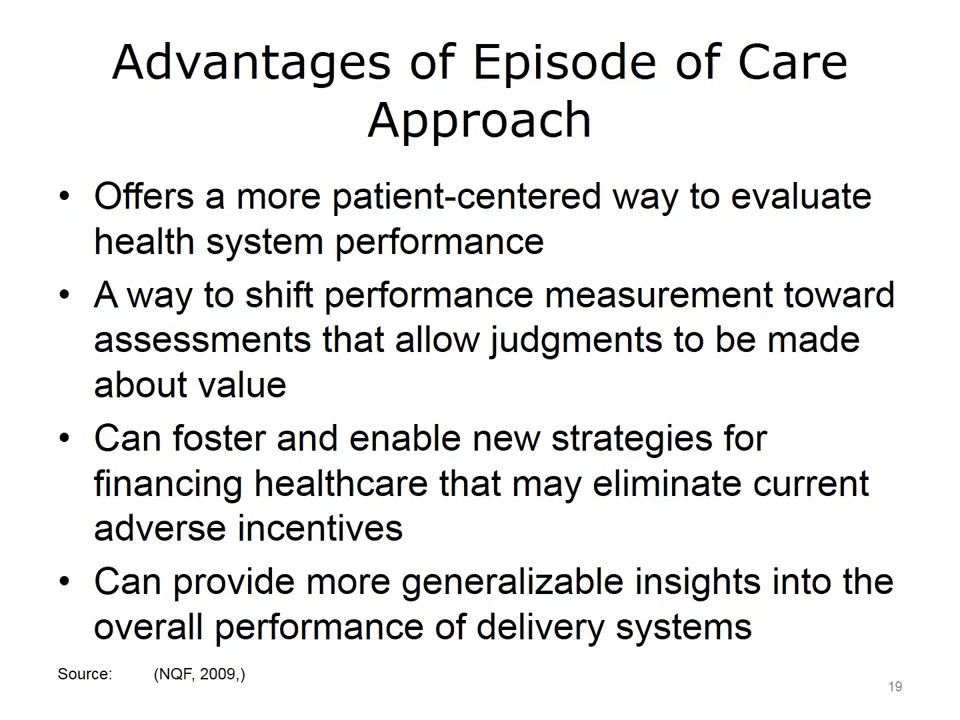 Advantages of Episode of Care
Approach
• Offers a more patient-centered way to evaluate
health system performance
• A way to shift performance measurement toward
assessments that allow judgments to be made
about value
• Can foster and enable new strategies for
financing healthcare that may eliminate current
adverse incentives
• Can provide more generalizable insights into the
overall performance of delivery systems
Source: (NQF, 2009,)
19